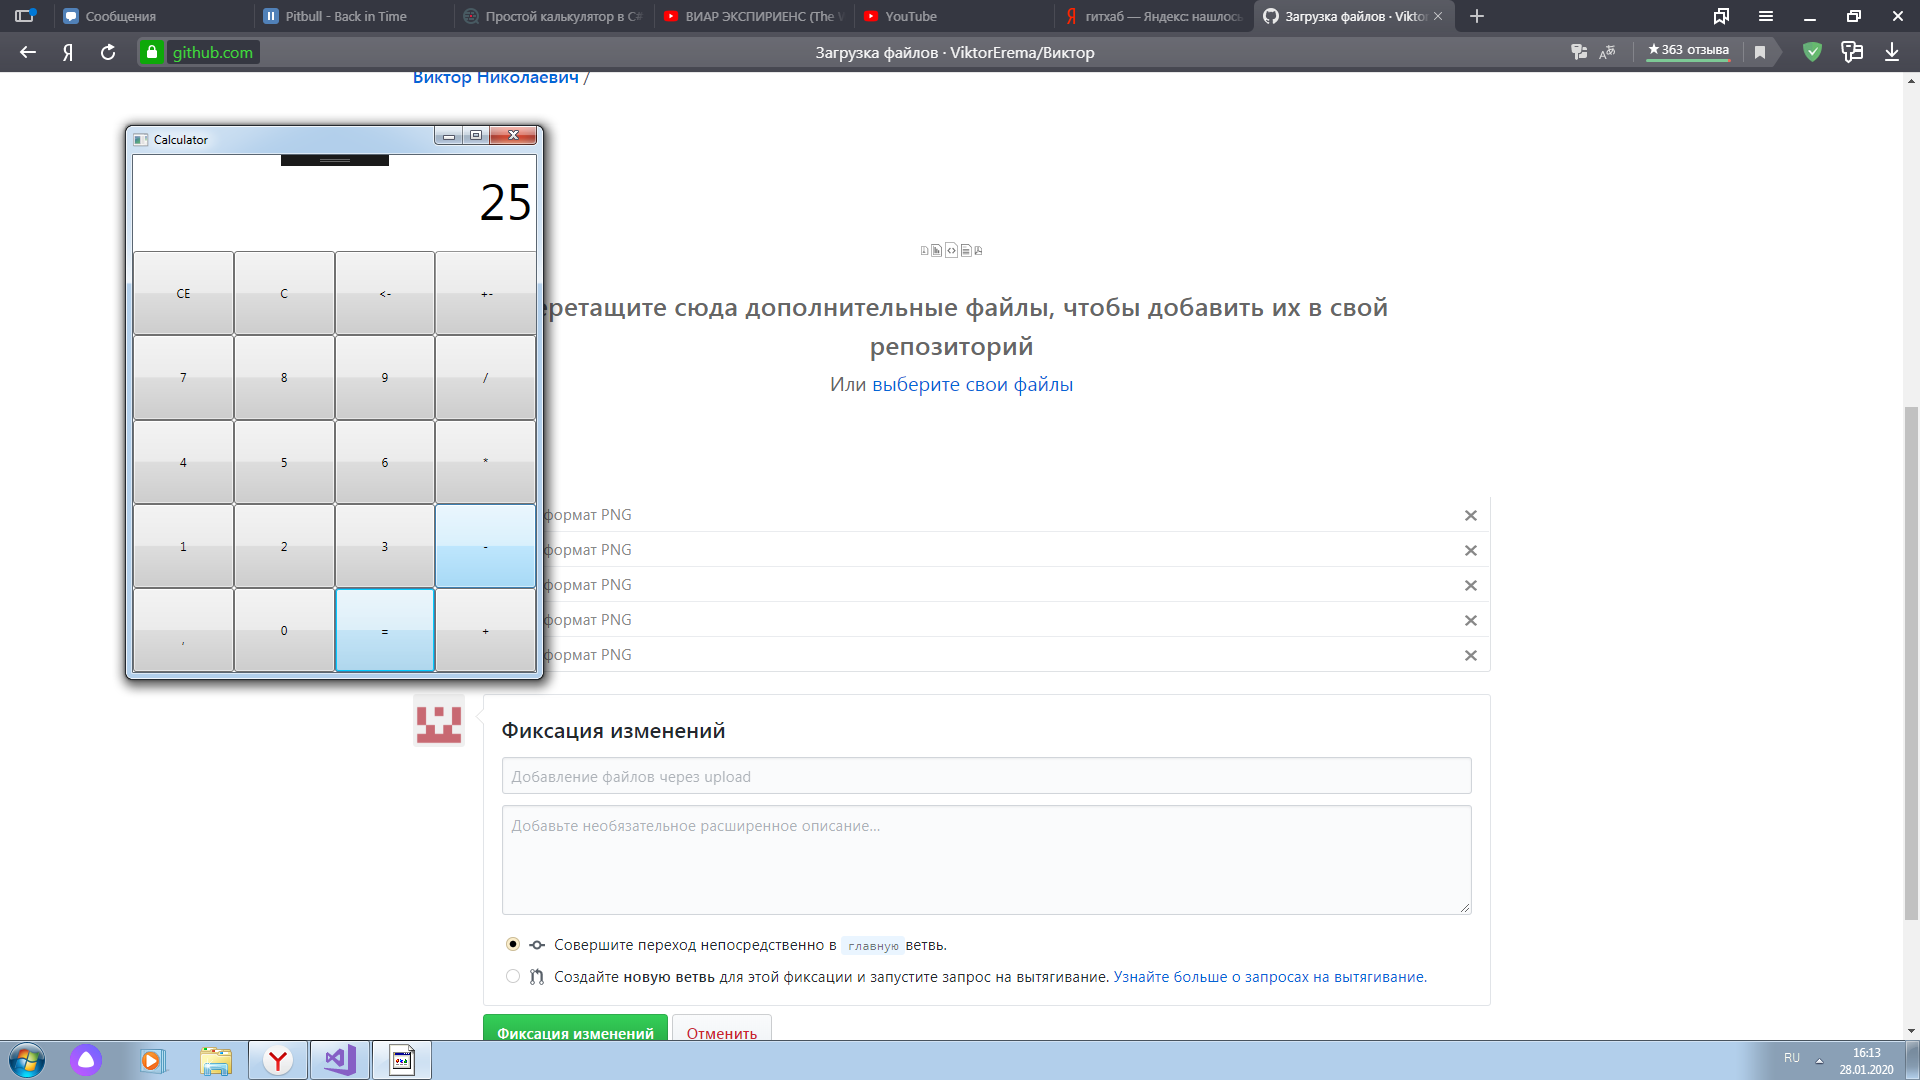 Сообщения
Pitbull - Back in Time
Простой калькулятор в C#
ВИАР ЭКСПИРИЕНС (The
YouTube
гитхаб — Яндекс: нашлось
Загрузка файлов · Viktor
github.com
Загрузка файлов · ViktorErema/Виктор
★363 отзыва
Виктор Николаевич /
Calculator
25
CE C <- +-
7 8 9 /
4 5 6 *
1 2 3 -
, 0 = +
еретащите сюда дополнительные файлы, чтобы добавить их в свой
репозиторий
Или выберите свои файлы
формат PNG
формат PNG
формат PNG
формат PNG
формат PNG
Фиксация изменений
Добавление файлов через upload
Добавьте необязательное расширенное описание...
Совершите переход непосредственно в главную ветвь.
Создайте новую ветвь для этой фиксации и запустите запрос на вытягивание. Узнайте больше о запросах на вытягивание.
Фиксация изменений
Отменить
RU
16:13
28.01.2020